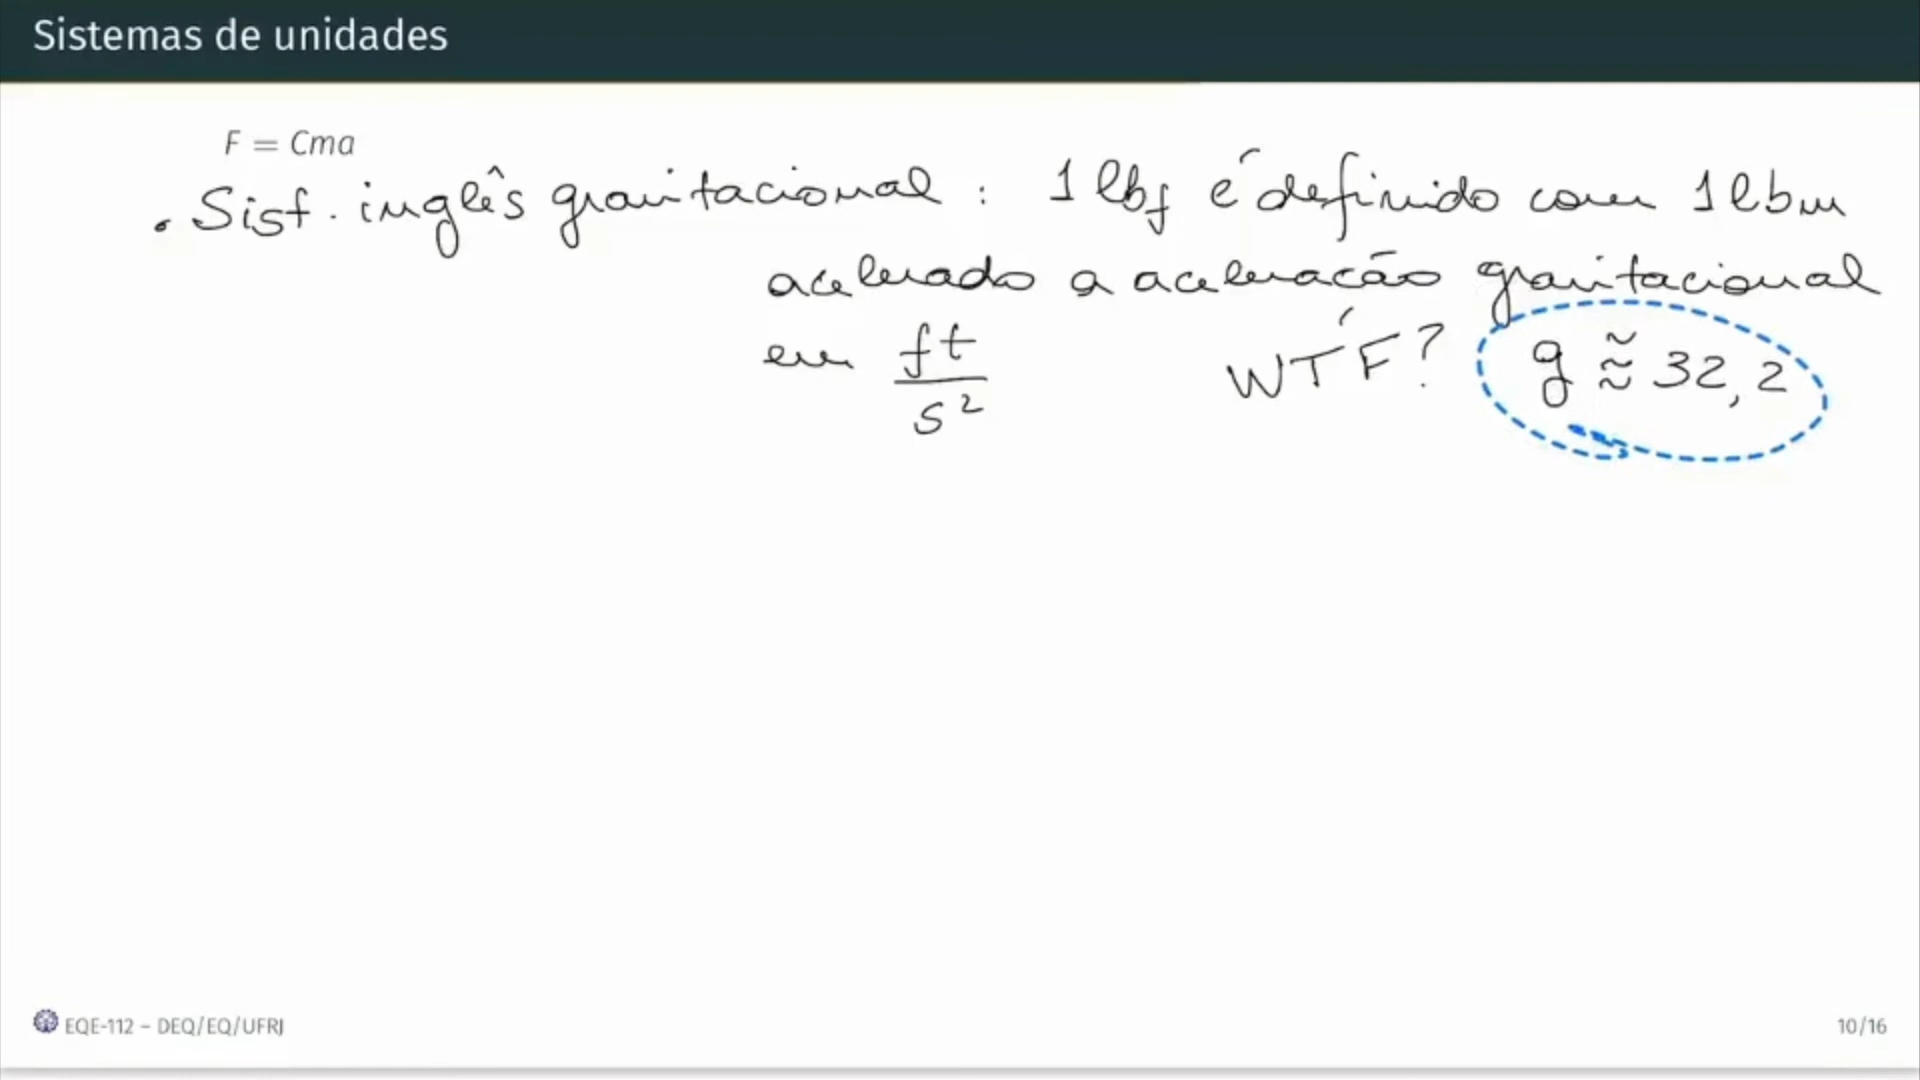 Sistemas de unidades
F = Cma
. Sist. inglês gravitacional : 1 lbf é definido com 1 lbm
acelerado a aceleração gravitacional
em ft/s² WTF? g ≈ 32,2
EQE-112 – DEQ/EQ/UFRJ 10/16